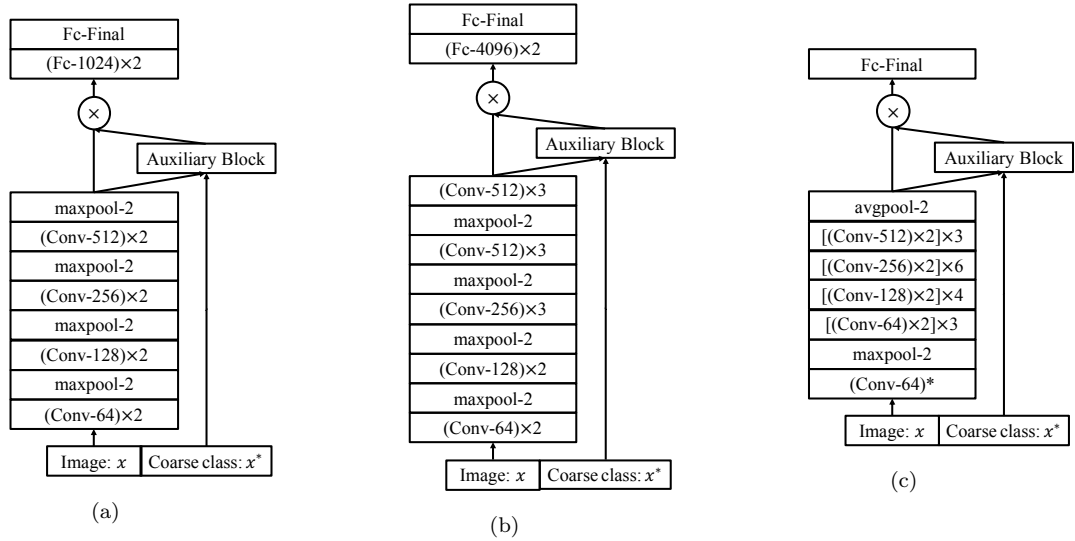 Fc-Final
(Fc-1024)×2
×
Auxiliary Block
maxpool-2
(Conv-512)×2
maxpool-2
(Conv-256)×2
maxpool-2
(Conv-128)×2
maxpool-2
(Conv-64)×2
Image: x
Coarse class: x*
(a)
Fc-Final
(Fc-4096)×2
×
Auxiliary Block
(Conv-512)×3
maxpool-2
(Conv-512)×3
maxpool-2
(Conv-256)×3
maxpool-2
(Conv-128)×2
maxpool-2
(Conv-64)×2
Image: x
Coarse class: x*
(b)
Fc-Final
×
Auxiliary Block
avgpool-2
[(Conv-512)×2]×3
[(Conv-256)×2]×6
[(Conv-128)×2]×4
[(Conv-64)×2]×3
maxpool-2
(Conv-64)*
Image: x
Coarse class: x*
(c)